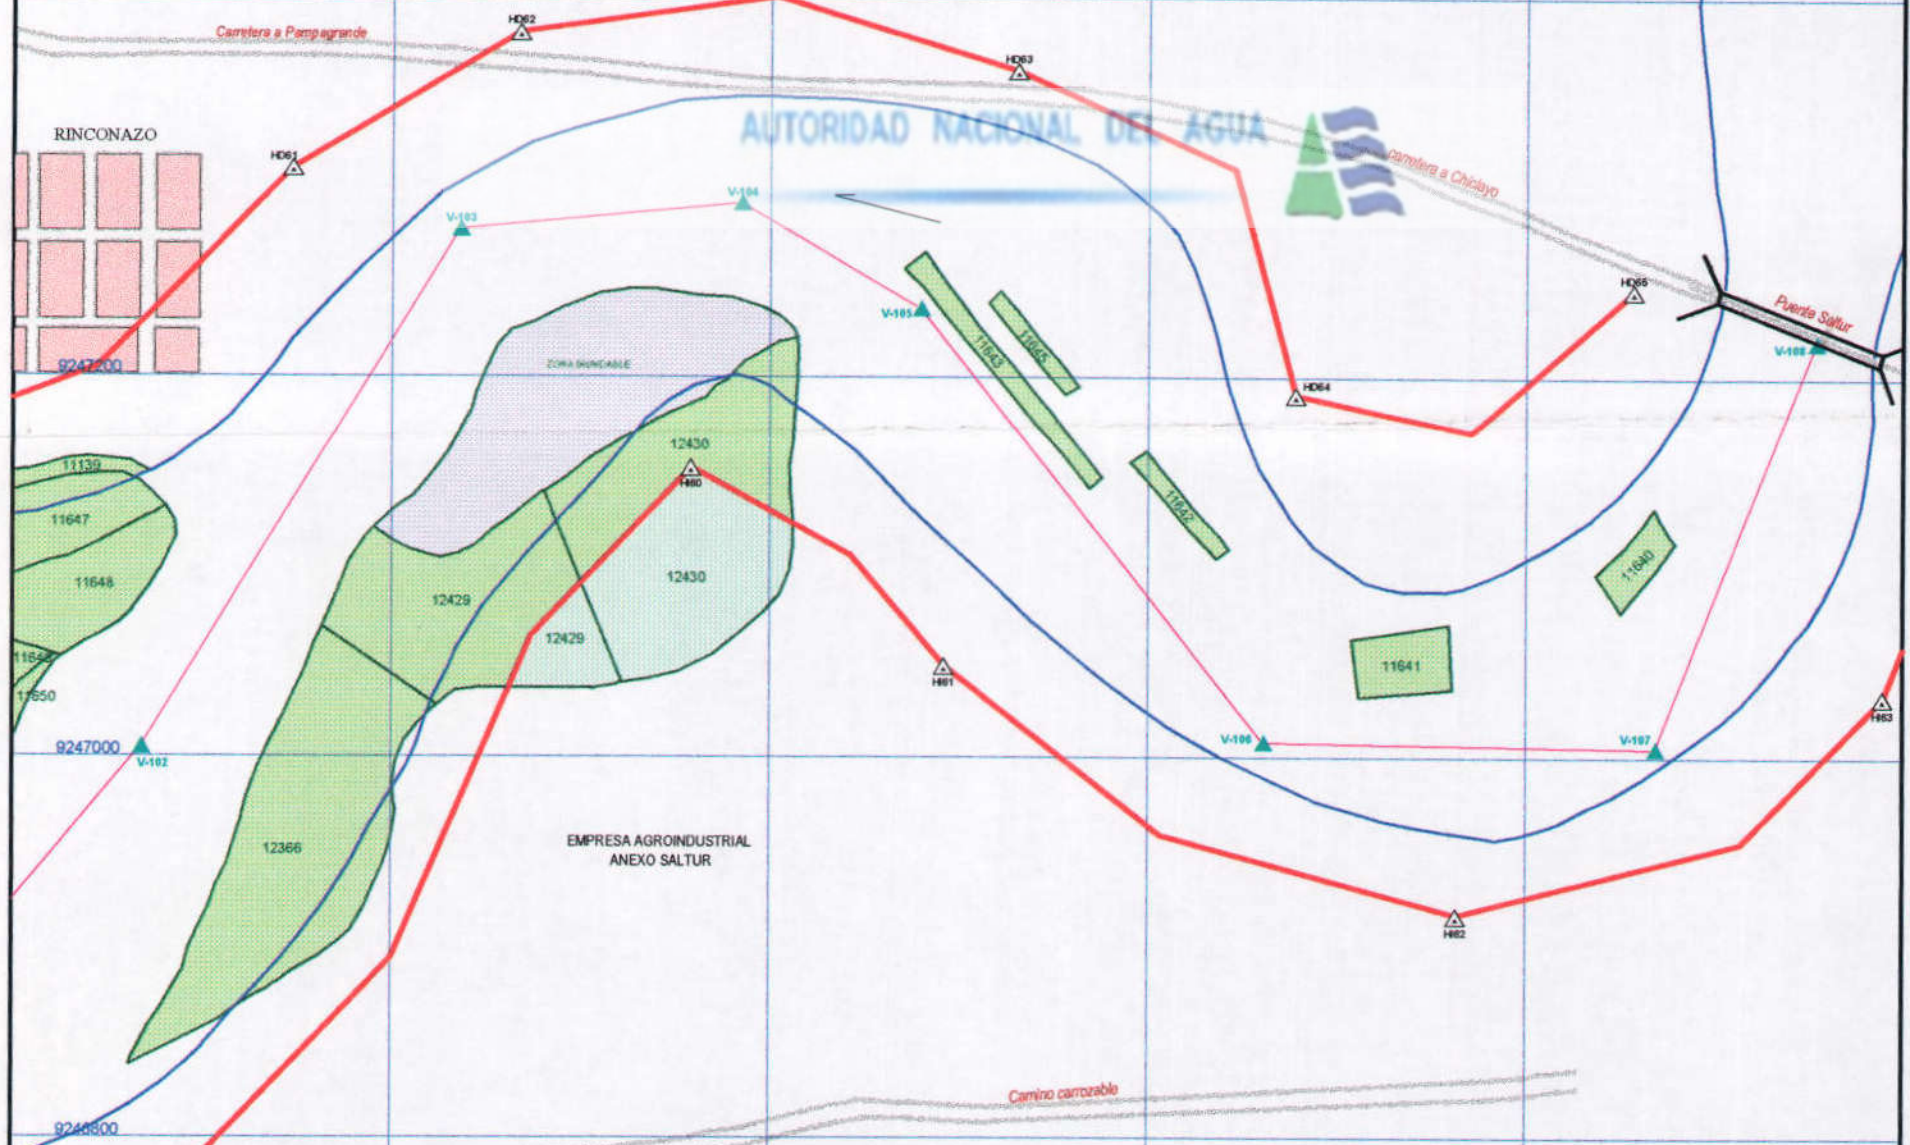 Carretera a Pampagrande
HD62
HD63
AUTORIDAD NACIONAL DEL AGUA
RINCONAZO
HD61
carretera a Chiclayo
V-104
V-103
HD65
Puente Saltur
V-105
11643
11645
V-108
ZONA INUNDABLE
9247200
HD64
12430
11139
HI60
11647
11642
11648
12430
11640
12429
12429
11649
11641
HI61
11650
HI63
V-106
V-107
9247000
V-102
EMPRESA AGROINDUSTRIAL
ANEXO SALTUR
12366
HI62
Camino carrozable
9246800